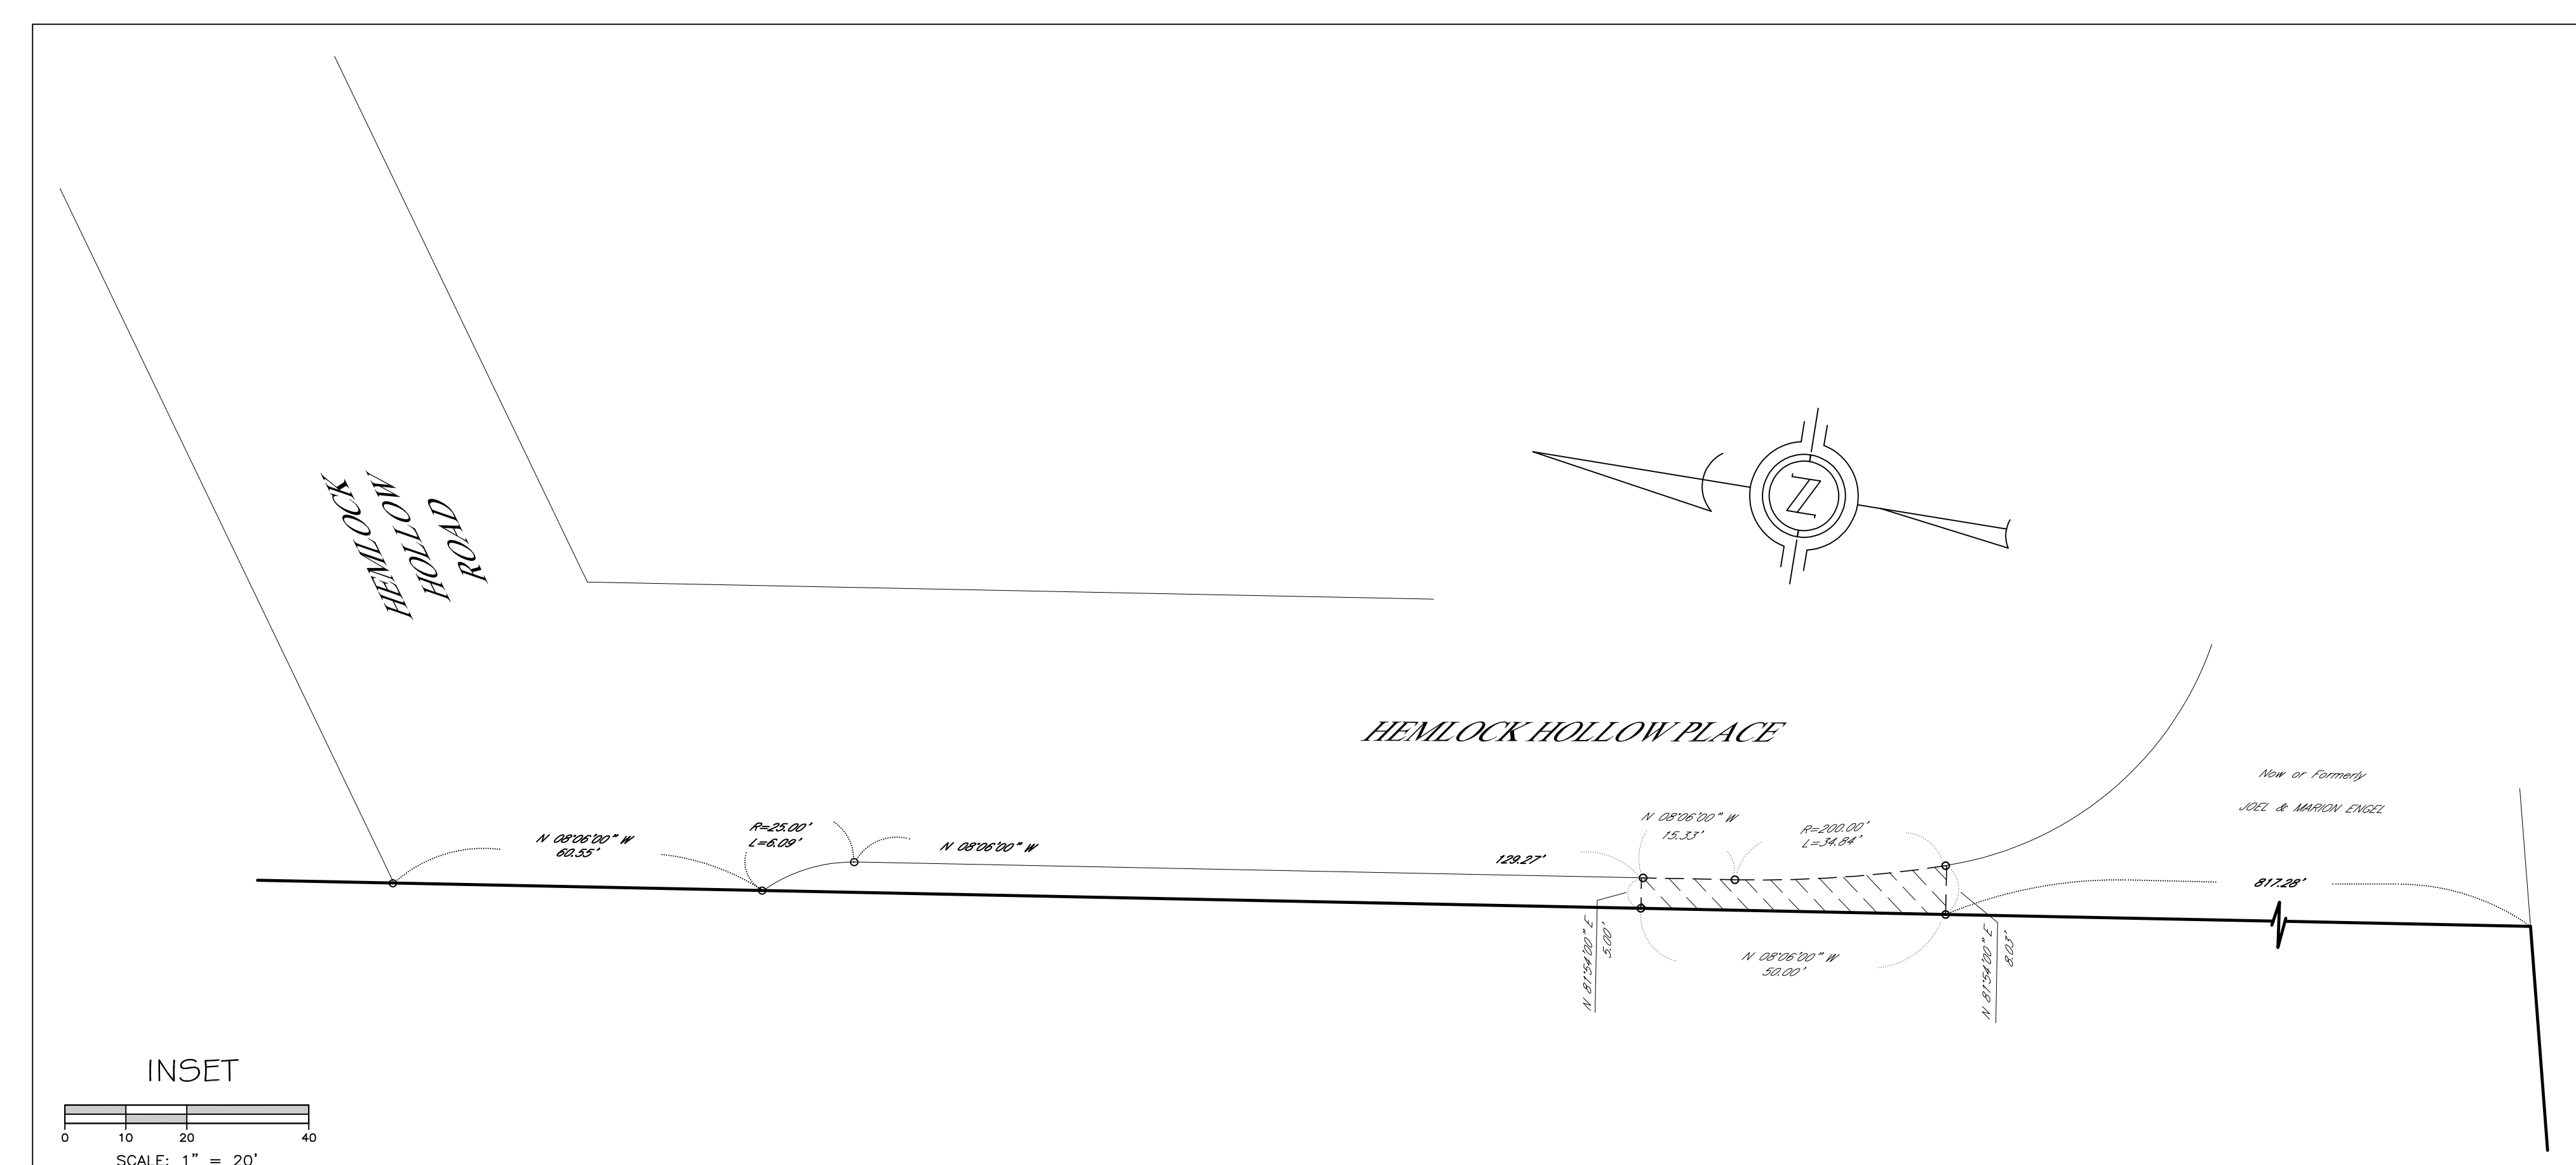 HEMLOCK
HOLLOW
ROAD
HEMLOCK HOLLOW PLACE
Now or Formerly
JOEL & MARION ENGEL
N 08°06'00" W
60.55'
R=25.00'
L=6.09'
N 08°06'00" W
129.27'
N 08°06'00" W
15.33'
R=200.00'
L=34.84'
817.28'
N 81°54'00" E
5.00'
N 08°06'00" W
50.00'
N 81°54'00" E
8.03'
INSET
0 10 20 40
SCALE: 1" = 20'
N